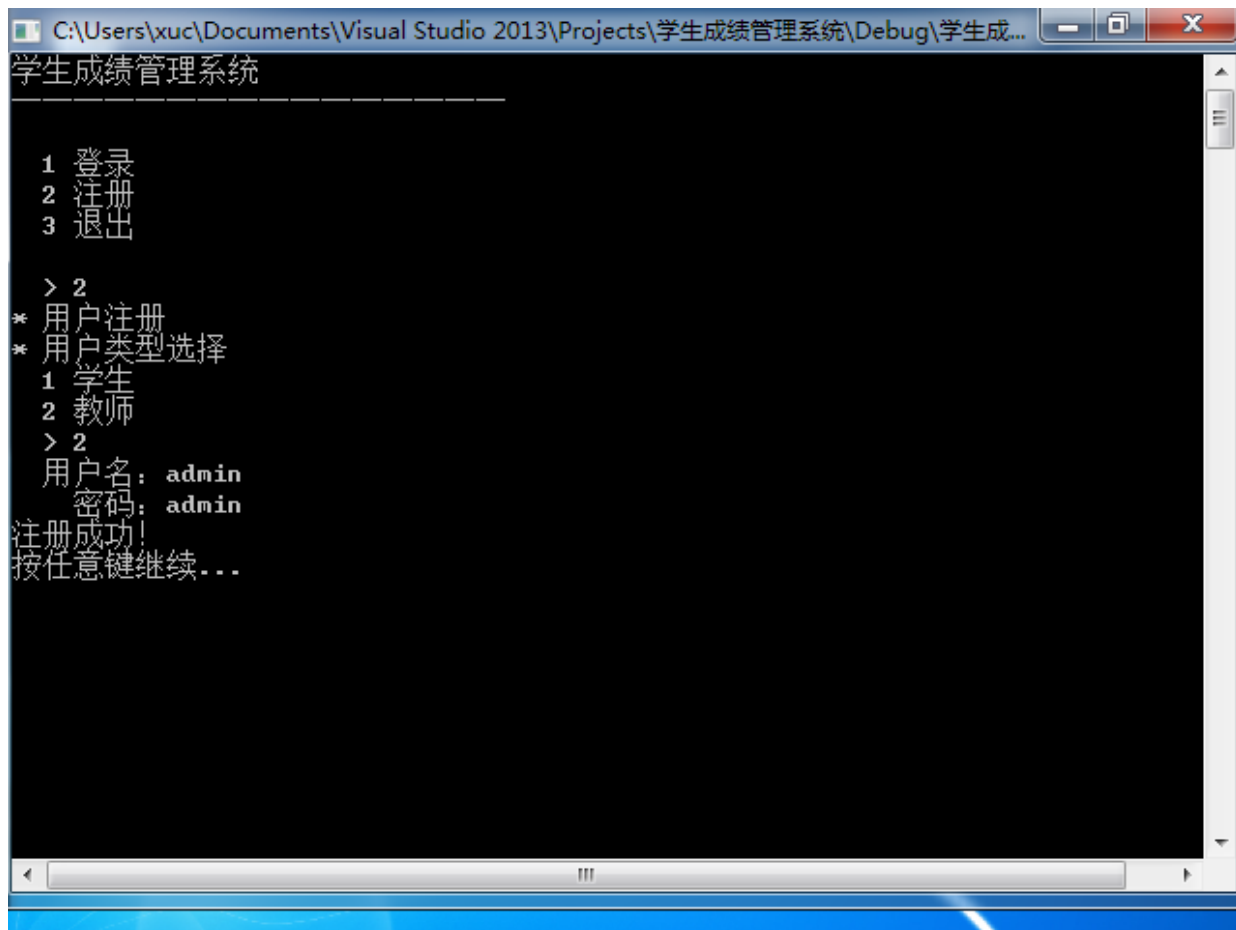 C:\Users\xuc\Documents\Visual Studio 2013\Projects\学生成绩管理系统\Debug\学生成...
学生成绩管理系统
————————————————
1 登录
2 注册
3 退出
> 2
* 用户注册
* 用户类型选择
1 学生
2 教师
> 2
用户名：admin
密码：admin
注册成功！
按任意键继续...